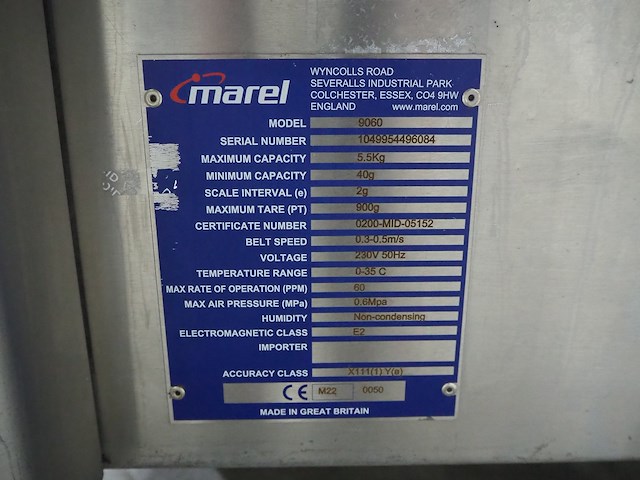 marel
WYNCOLLS ROAD
SEVERALLS INDUSTRIAL PARK
COLCHESTER, ESSEX, CO4 9HW
ENGLAND www.marel.com
MODEL 9060
SERIAL NUMBER 1049954496084
MAXIMUM CAPACITY 5.5Kg
MINIMUM CAPACITY 40g
SCALE INTERVAL (e) 2g
MAXIMUM TARE (PT) 900g
CERTIFICATE NUMBER 0200-MID-05152
BELT SPEED 0.3-0.5m/s
VOLTAGE 230V 50Hz
TEMPERATURE RANGE 0-35 C
MAX RATE OF OPERATION (PPM) 60
MAX AIR PRESSURE (MPa) 0.6Mpa
HUMIDITY Non-condensing
ELECTROMAGNETIC CLASS E2
IMPORTER
ACCURACY CLASS X111(1) Y(a)
CE M22 0050
MADE IN GREAT BRITAIN